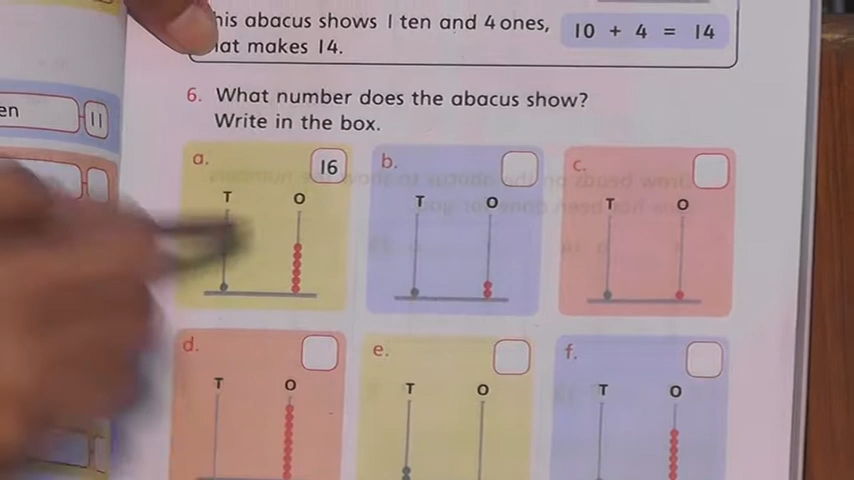 his abacus shows 1 ten and 4 ones,
at makes 14.
10 + 4 = 14
en
11
6. What number does the abacus show?
Write in the box.
a. 16
T O
b.
T O
c.
T O
d.
T O
e.
T O
f.
T O